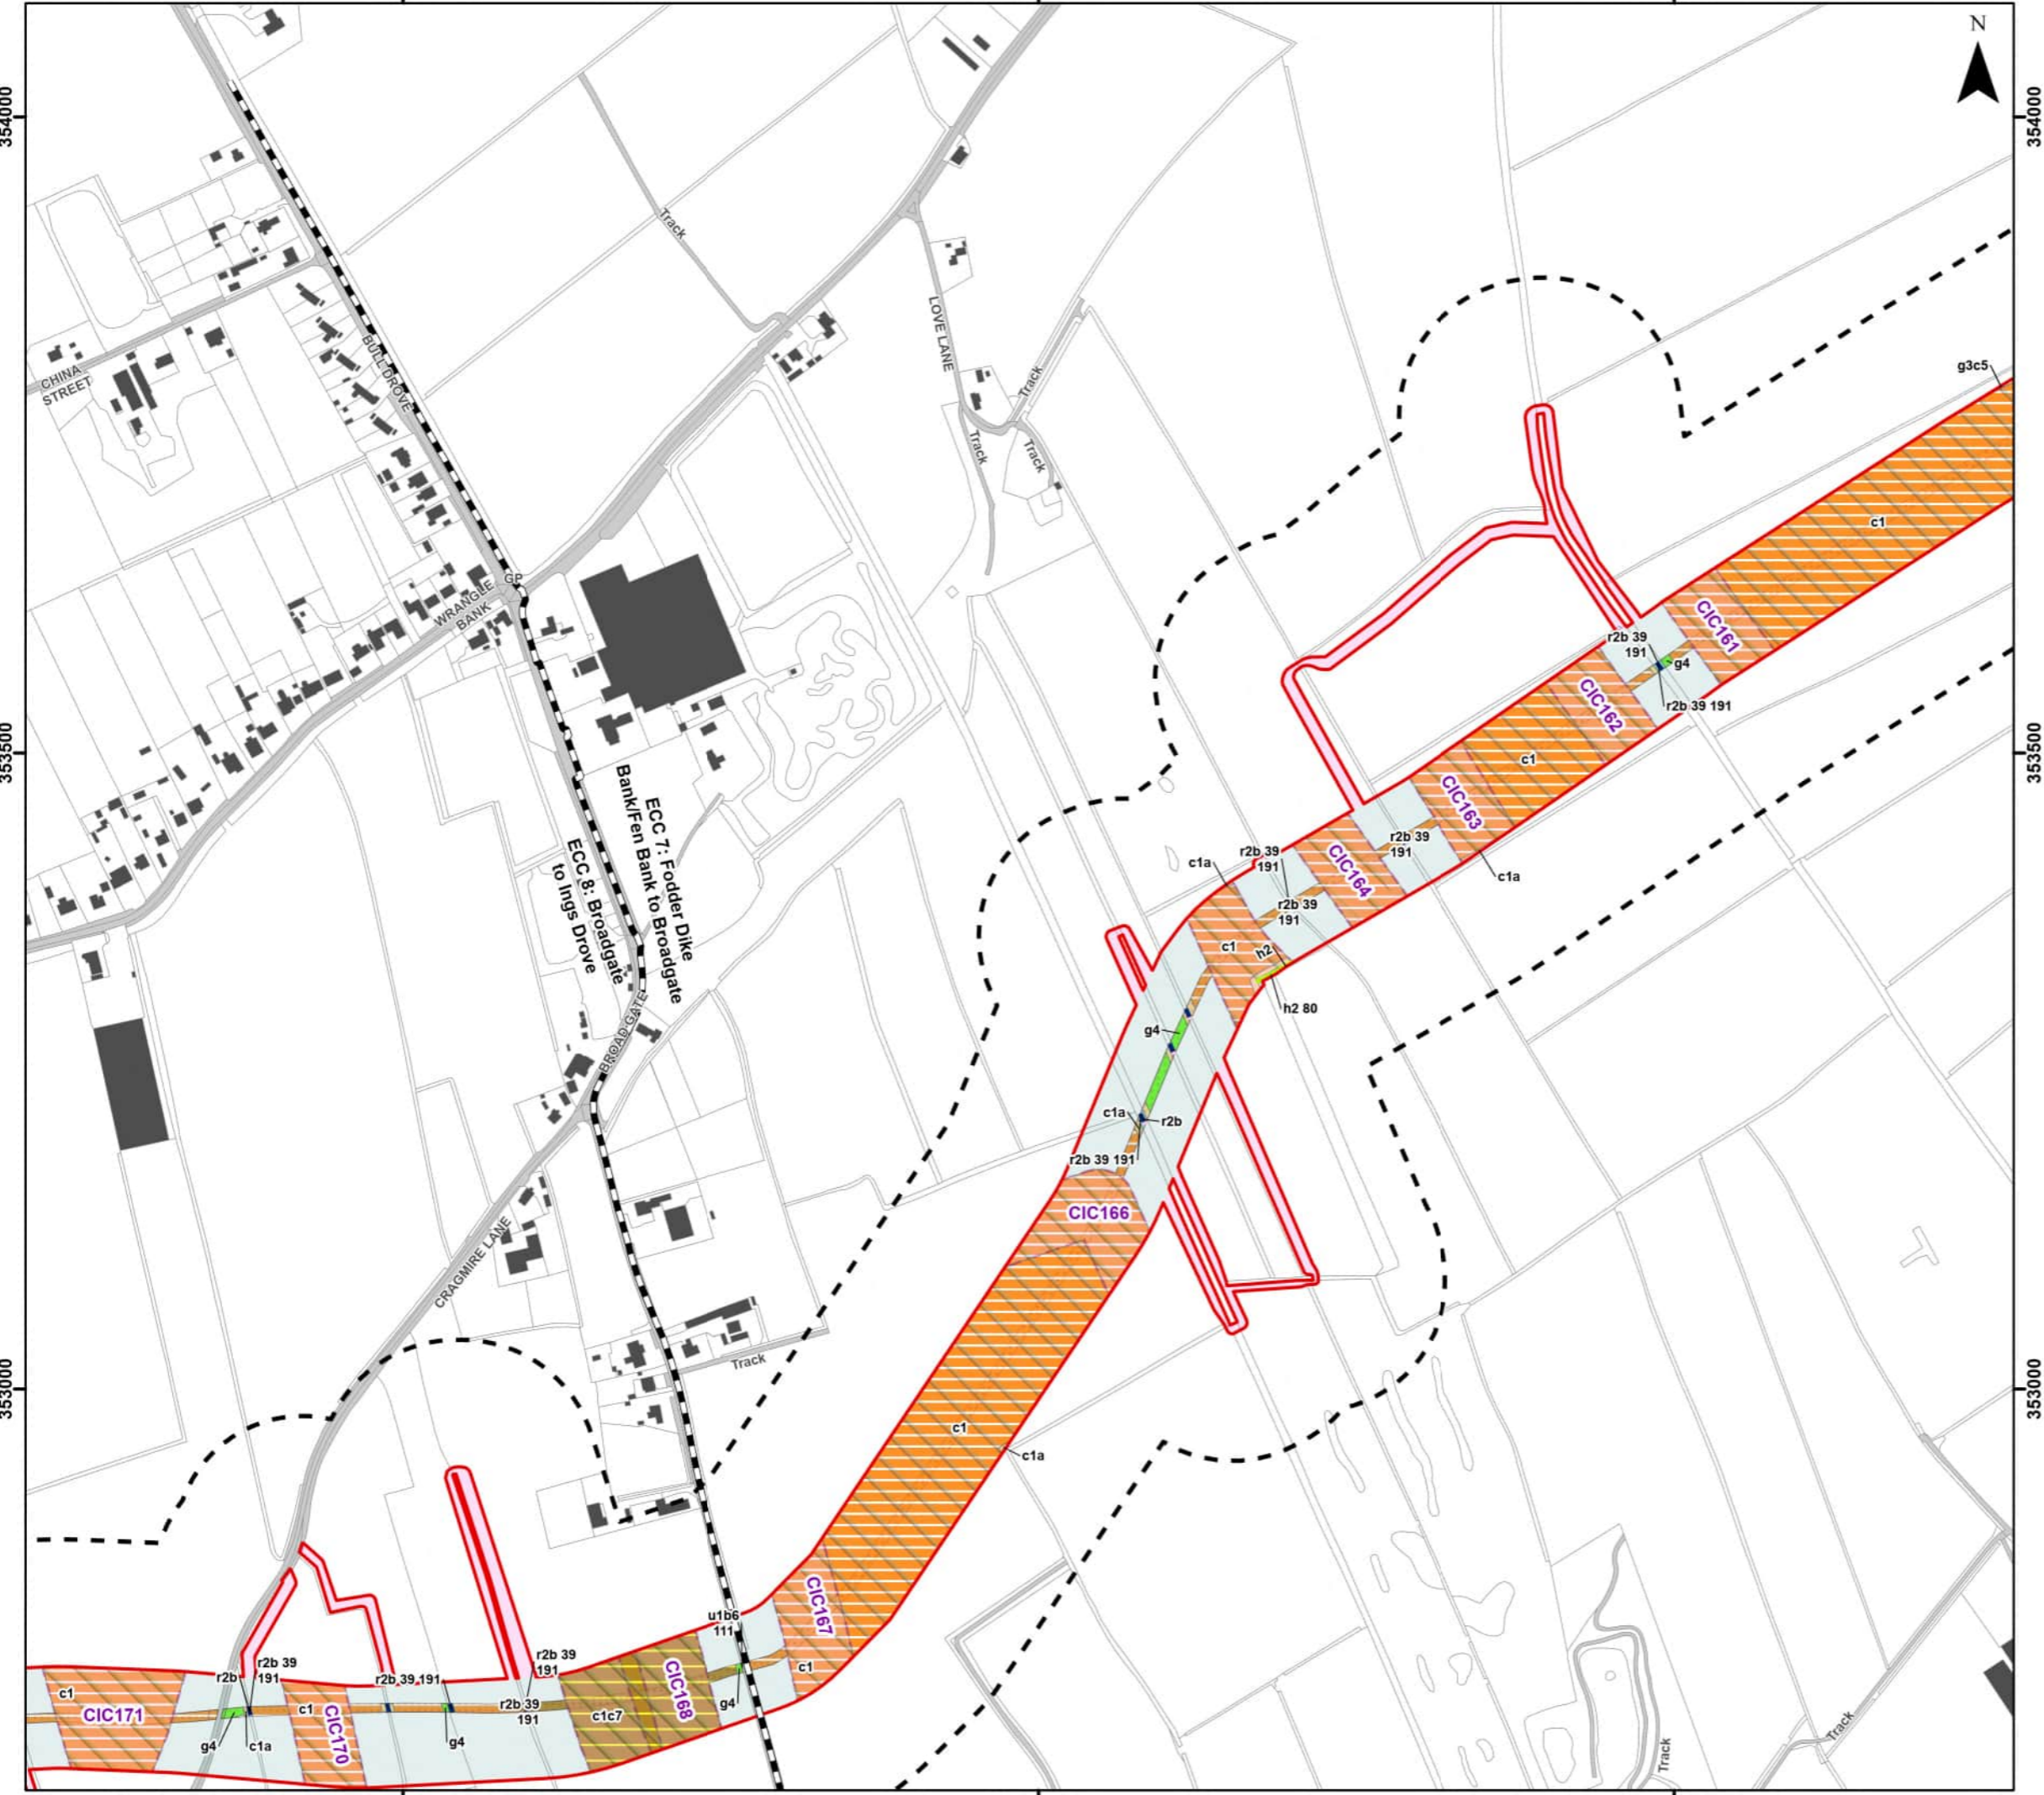 N
354000
354000
Track
CHINA
STREET
BULL DROVE
LOVE LANE
Track
Track
Track
g3c5
c1
GP
WRANGLE
BANK
CIC161
r2b 39
191
g4
r2b 39 191
CIC162
353500
353500
c1
CIC163
ECC 7: Fodder Dike
Bank/Fen Bank to Broadgate
ECC 8: Broadgate
to Ings Drove
r2b 39
191
CIC164
c1a
c1a
r2b 39
191
r2b 39
191
c1
h2
h2 80
BROAD GATE
g4
c1a
r2b
r2b 39 191
CIC166
CRAGMIRE LANE
Track
353000
353000
c1
c1a
CIC167
u1b6
111
c1
r2b 39
191
r2b
r2b 39
191
r2b 39 191
c1
CIC171
c1
CIC170
r2b 39
191
c1c7
CIC168
g4
g4
c1a
g4
Track
Track